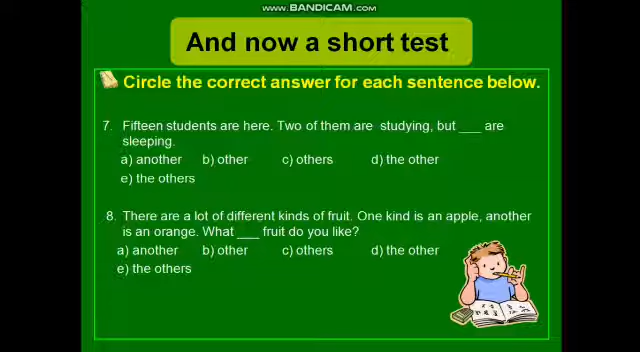 WWW.BANDICAM.COM
And now a short test
Circle the correct answer for each sentence below.
7. Fifteen students are here. Two of them are studying, but ___ are
sleeping.
a) another b) other c) others d) the other
e) the others
8. There are a lot of different kinds of fruit. One kind is an apple, another
is an orange. What ___ fruit do you like?
a) another b) other c) others d) the other
e) the others